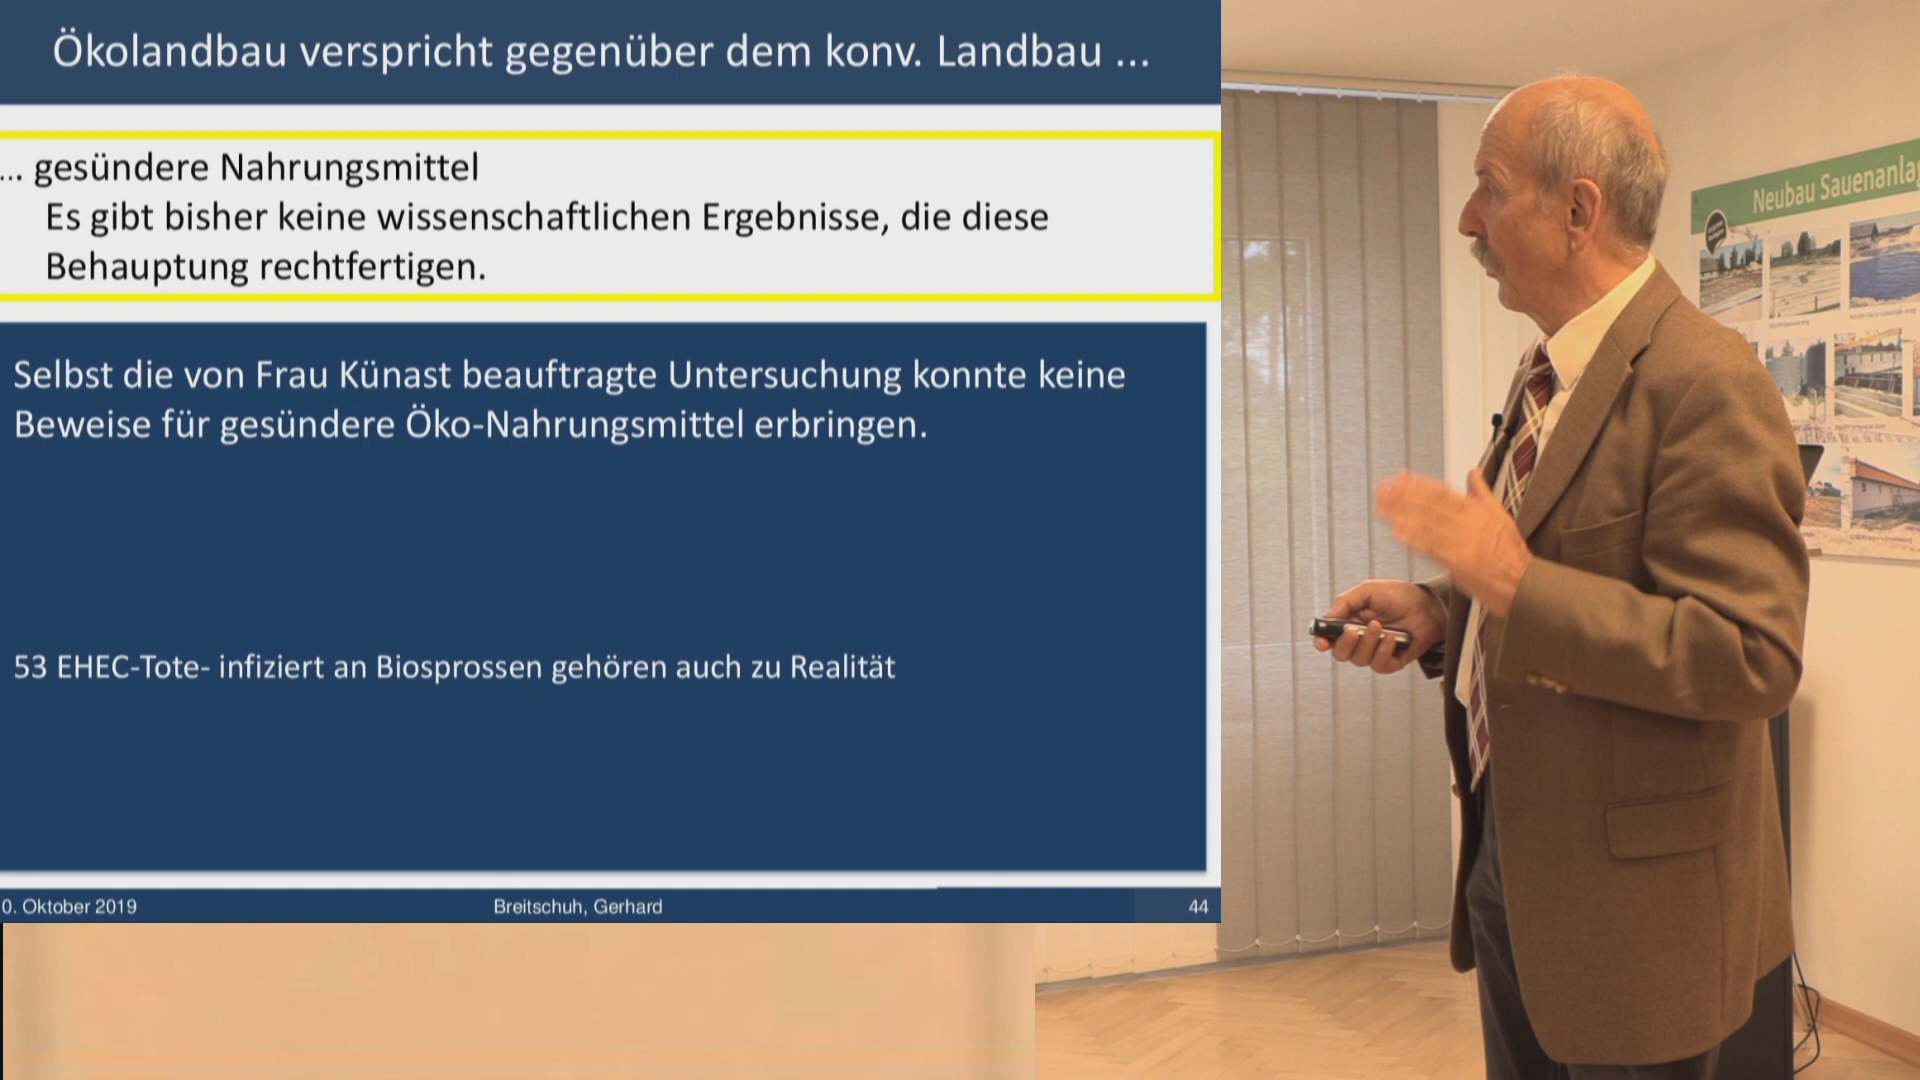 Ökolandbau verspricht gegenüber dem konv. Landbau ...
... gesündere Nahrungsmittel
Es gibt bisher keine wissenschaftlichen Ergebnisse, die diese
Behauptung rechtfertigen.
Selbst die von Frau Künast beauftragte Untersuchung konnte keine
Beweise für gesündere Öko-Nahrungsmittel erbringen.
53 EHEC-Tote- infiziert an Biosprossen gehören auch zu Realität
0. Oktober 2019
Breitschuh, Gerhard
44
Neubau Sauenanla